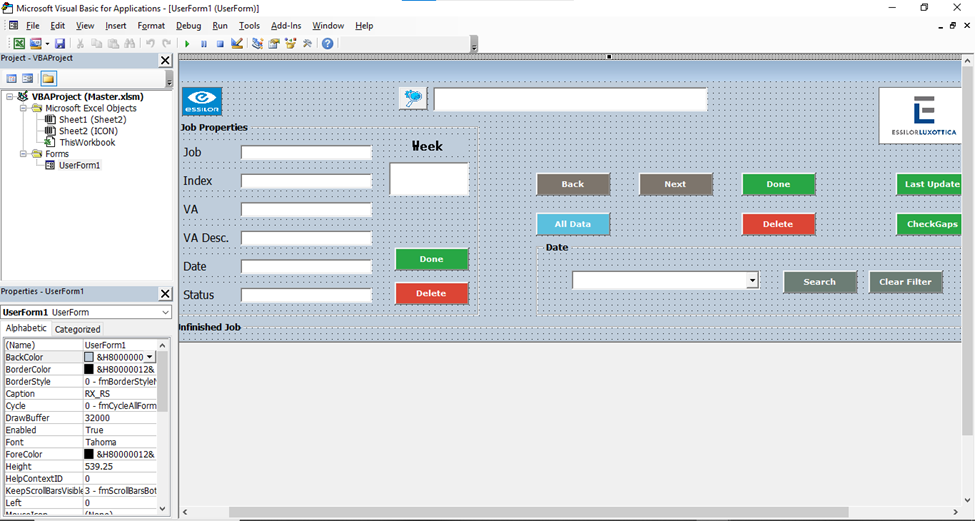 Microsoft Visual Basic for Applications - [UserForm1 (UserForm)]
File Edit View Insert Format Debug Run Tools Add-Ins Window Help
Project - VBAProject
VBAProject (Master.xlsm)
Microsoft Excel Objects
Sheet1 (Sheet2)
Sheet2 (ICON)
ThisWorkbook
Forms
UserForm1
Properties - UserForm1
UserForm1 UserForm
Alphabetic Categorized
(Name) UserForm1
BackColor &H8000000
BorderColor &H80000012&
BorderStyle 0 - fmBorderStyleN
Caption RX_RS
Cycle 0 - fmCycleAllForm
DrawBuffer 32000
Enabled True
Font Tahoma
ForeColor &H80000012&
Height 539.25
HelpContextID 0
KeepScrollBarsVisible 3 - fmScrollBarsBot
Left 0
MouseIcon (None)
essilor
ESSILORLUXOTTICA
Job Properties
Job
Index
VA
VA Desc.
Date
Status
Week
Done
Delete
Back Next Done Last Update
All Data Delete CheckGaps
Date
Search Clear Filter
Unfinished Job